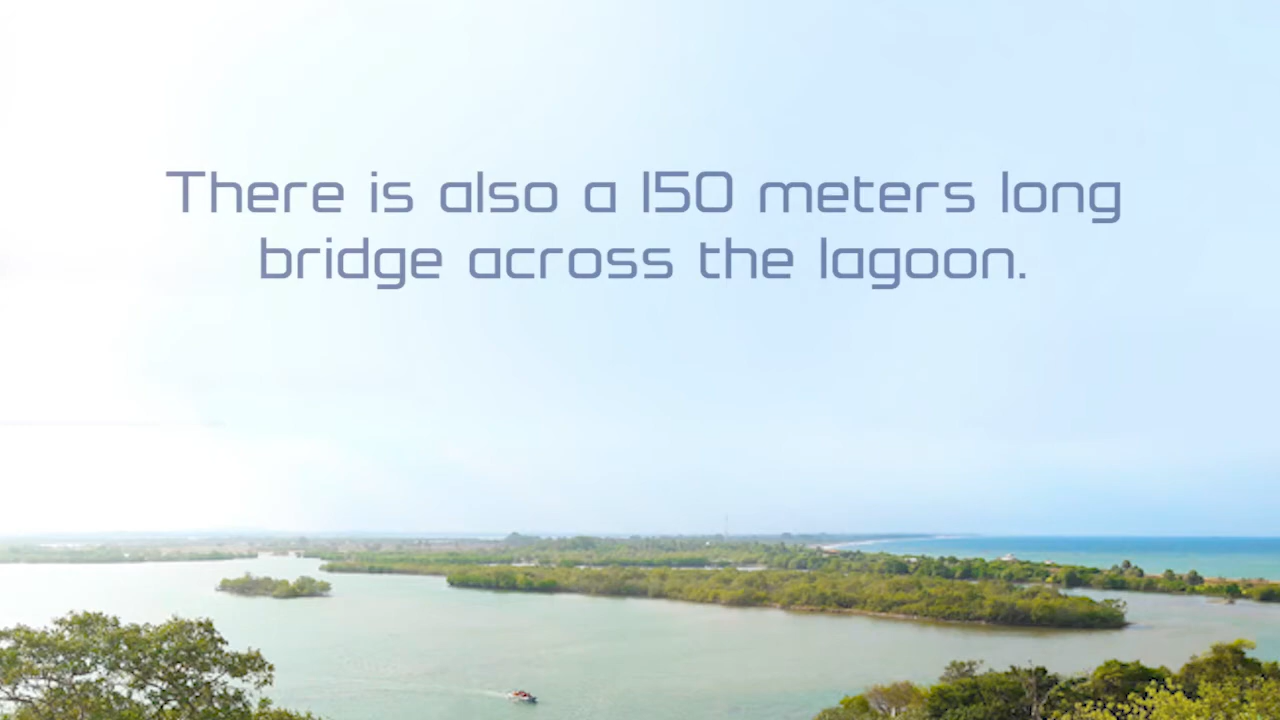 There is also a 150 meters long
bridge across the lagoon.